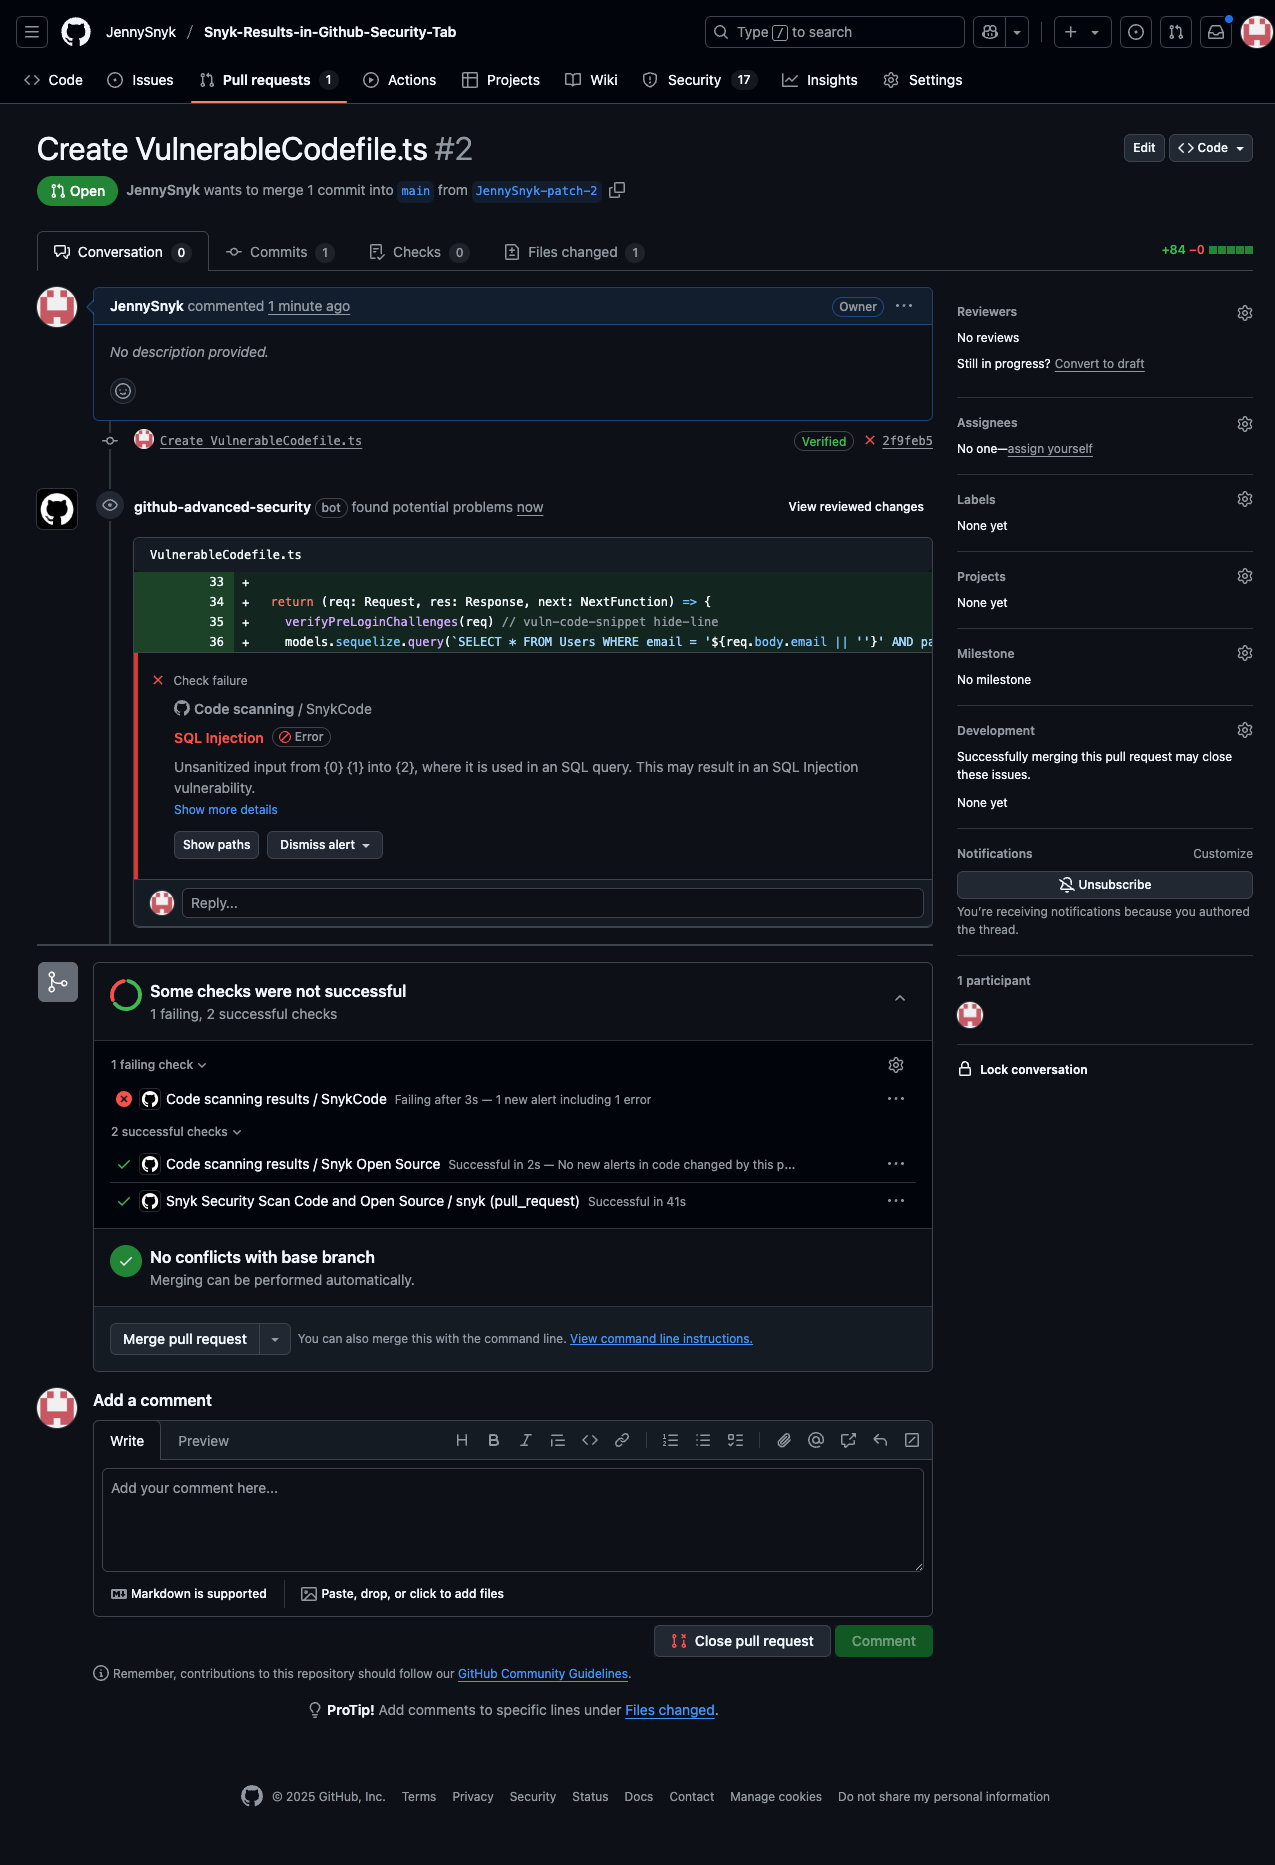 JennySnyk / Snyk-Results-in-Github-Security-Tab
Type / to search
Code
Issues
Pull requests 1
Actions
Projects
Wiki
Security 17
Insights
Settings
Create VulnerableCodefile.ts #2
Edit
<> Code
Open
JennySnyk wants to merge 1 commit into main from JennySnyk-patch-2
Conversation 0
Commits 1
Checks 0
Files changed 1
+84 −0
JennySnyk commented 1 minute ago
Owner
No description provided.
Create VulnerableCodefile.ts
Verified
2f9feb5
github-advanced-security bot found potential problems now
View reviewed changes
VulnerableCodefile.ts
33 +
34 + return (req: Request, res: Response, next: NextFunction) => {
35 + verifyPreLoginChallenges(req) // vuln-code-snippet hide-line
36 + models.sequelize.query(`SELECT * FROM Users WHERE email = '${req.body.email || ''}' AND pa
Check failure
Code scanning / SnykCode
SQL Injection
Error
Unsanitized input from {0} {1} into {2}, where it is used in an SQL query. This may result in an SQL Injection
vulnerability.
Show more details
Show paths
Dismiss alert
Reply...
Some checks were not successful
1 failing, 2 successful checks
1 failing check
Code scanning results / SnykCode Failing after 3s — 1 new alert including 1 error
2 successful checks
Code scanning results / Snyk Open Source Successful in 2s — No new alerts in code changed by this p...
Snyk Security Scan Code and Open Source / snyk (pull_request) Successful in 41s
No conflicts with base branch
Merging can be performed automatically.
Merge pull request
You can also merge this with the command line. View command line instructions.
Add a comment
Write
Preview
H B I
Add your comment here...
Markdown is supported
Paste, drop, or click to add files
Close pull request
Comment
Remember, contributions to this repository should follow our GitHub Community Guidelines.
ProTip! Add comments to specific lines under Files changed.
Reviewers
No reviews
Still in progress? Convert to draft
Assignees
No one—assign yourself
Labels
None yet
Projects
None yet
Milestone
No milestone
Development
Successfully merging this pull request may close
these issues.
None yet
Notifications
Customize
Unsubscribe
You're receiving notifications because you authored
the thread.
1 participant
Lock conversation
© 2025 GitHub, Inc.
Terms
Privacy
Security
Status
Docs
Contact
Manage cookies
Do not share my personal information